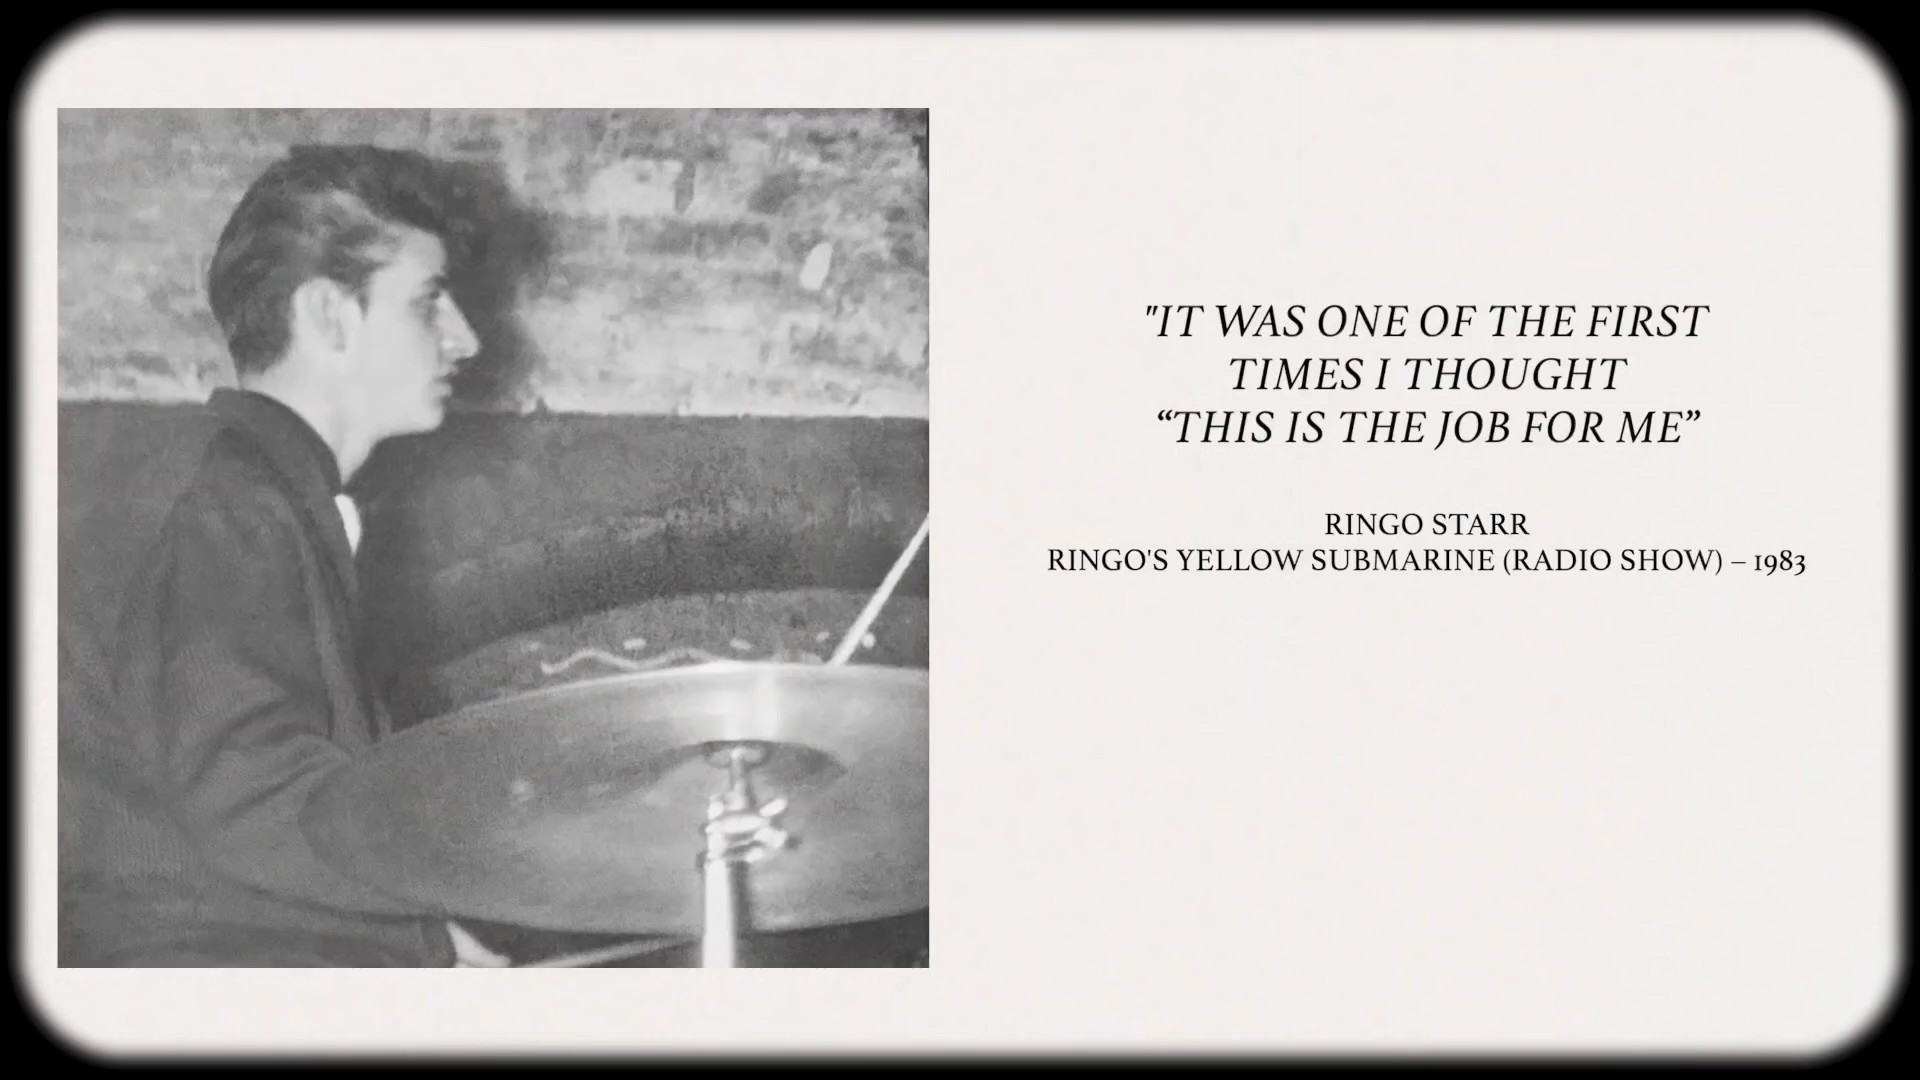 "IT WAS ONE OF THE FIRST
TIMES I THOUGHT
“THIS IS THE JOB FOR ME”
RINGO STARR
RINGO'S YELLOW SUBMARINE (RADIO SHOW) – 1983